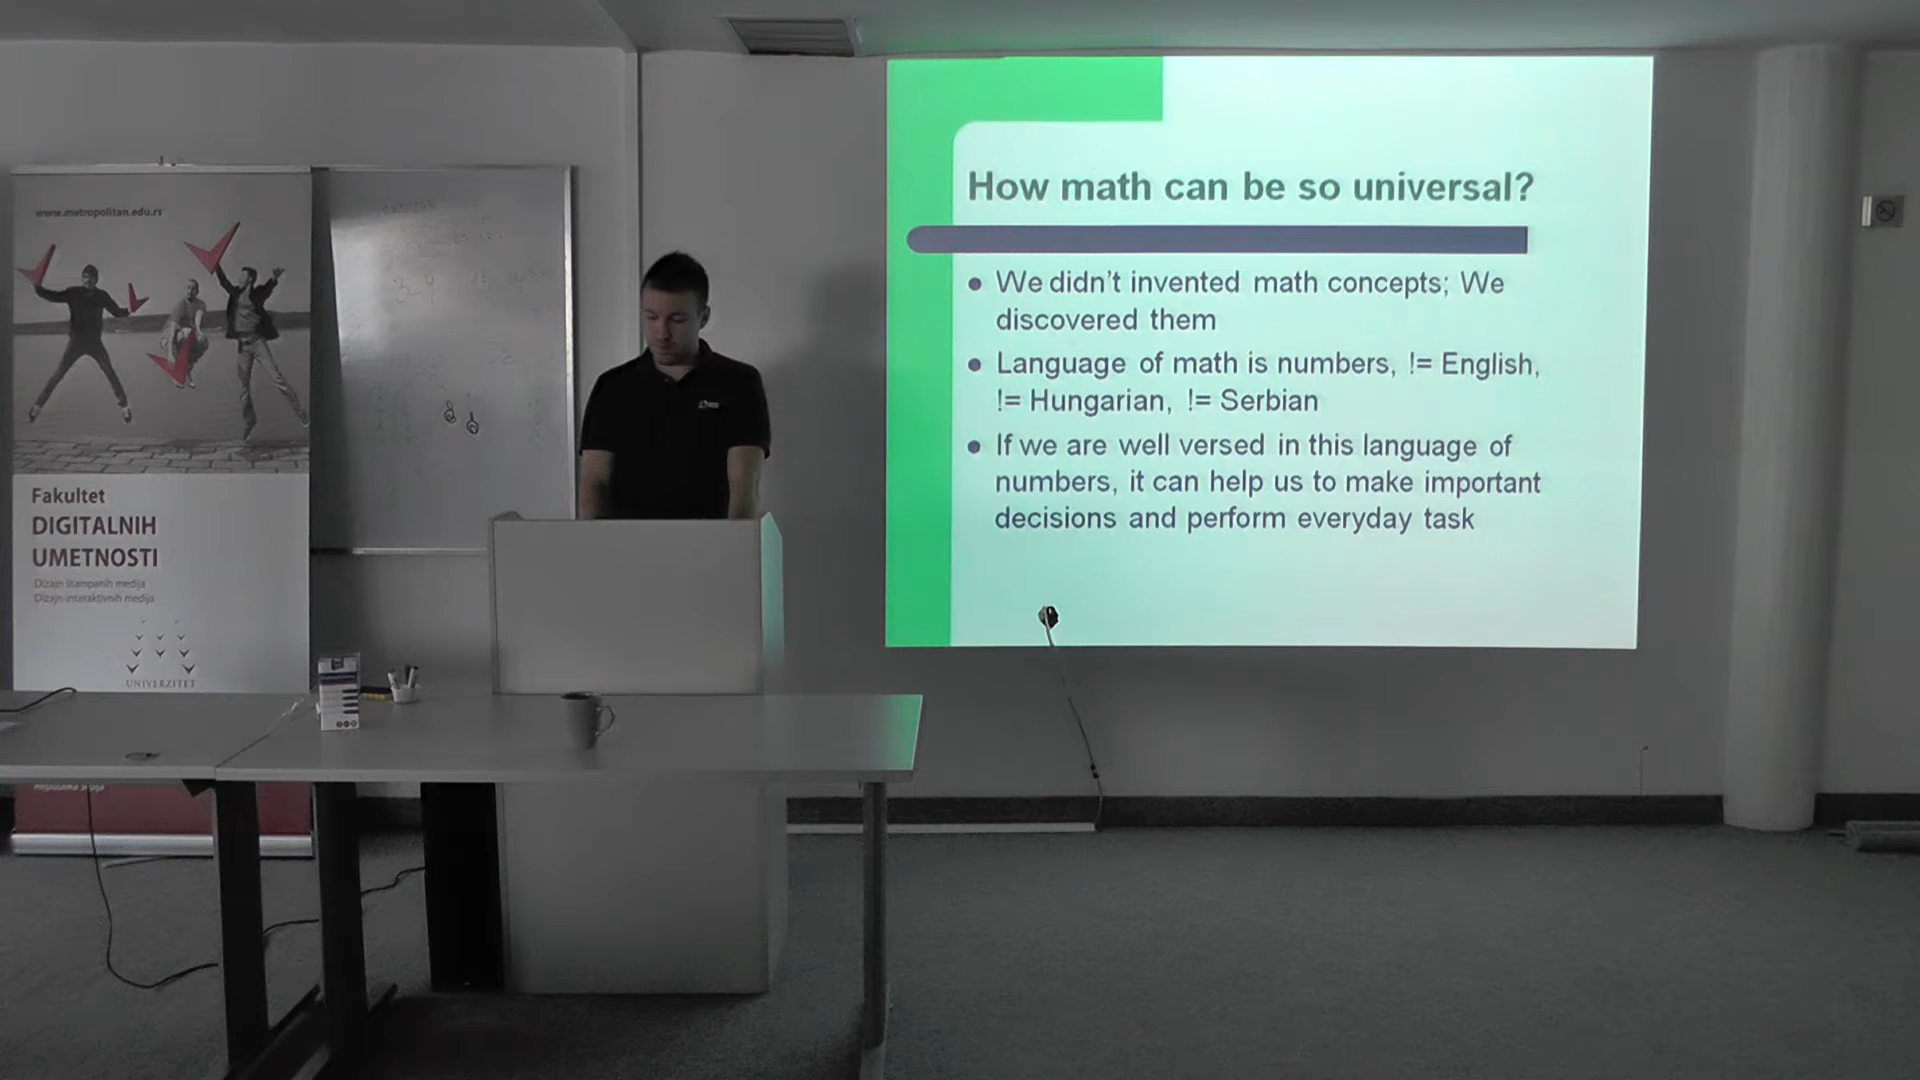 www.metropolitan.edu.rs
Fakultet
DIGITALNIH
UMETNOSTI
Dizajn štampanih medija
Dizajn interaktivnih medija
UNIVERZITET
How math can be so universal?
We didn't invented math concepts; We
discovered them
Language of math is numbers, != English,
!= Hungarian, != Serbian
If we are well versed in this language of
numbers, it can help us to make important
decisions and perform everyday task